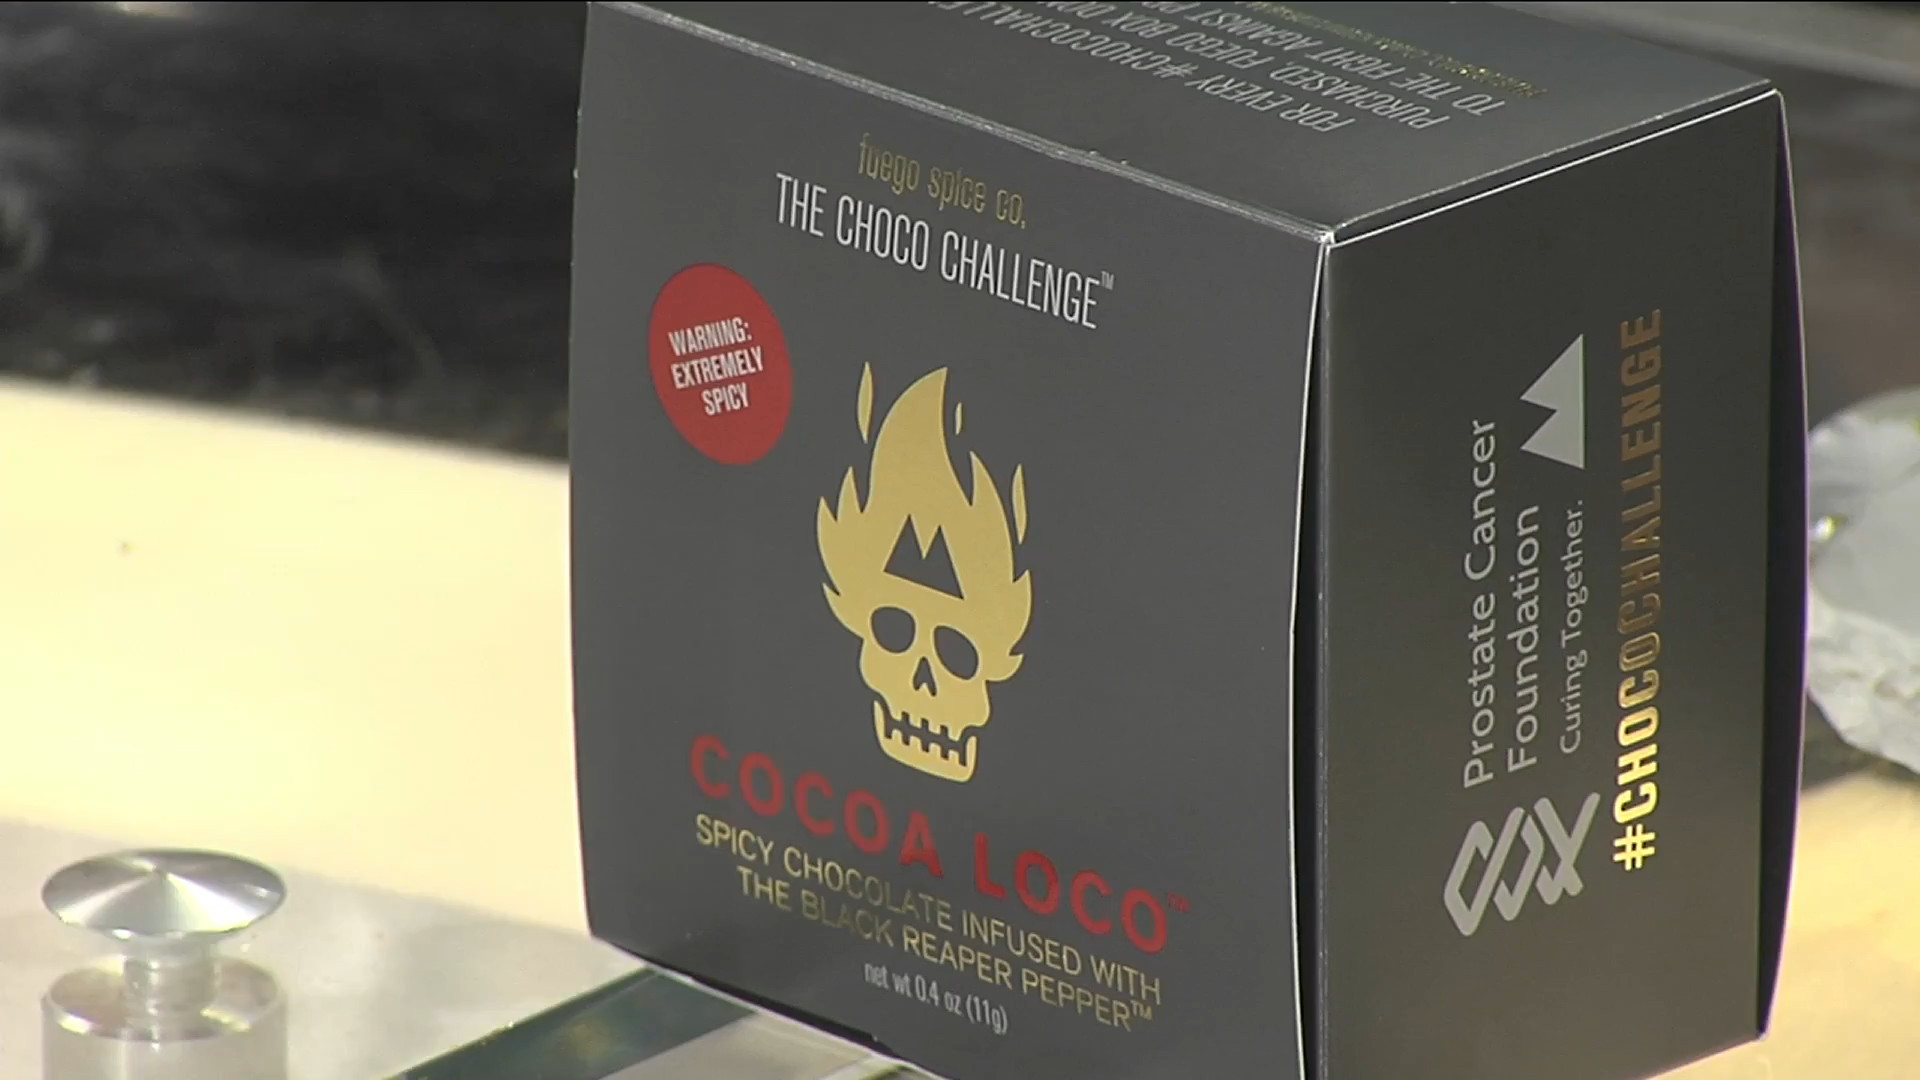 fuego spice co.
THE CHOCO CHALLENGE™
WARNING:
EXTREMELY
SPICY
COCOA LOCO™
SPICY CHOCOLATE INFUSED WITH
THE BLACK REAPER PEPPER™
net wt 0.4 oz (11g)
FOR EVERY #CHOCOCHALLE
PURCHASED, FUEGO BOX
TO THE FIGHT AGAINST
Prostate Cancer
Foundation
Curing Together.
#CHOCOCHALLENGE